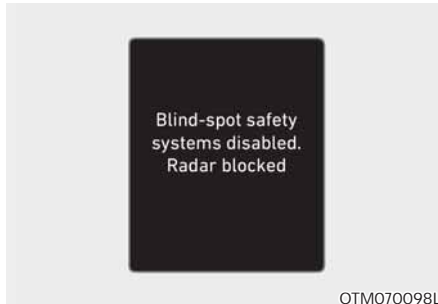 Blind-spot safety
systems disabled.
Radar blocked
OTM070098L